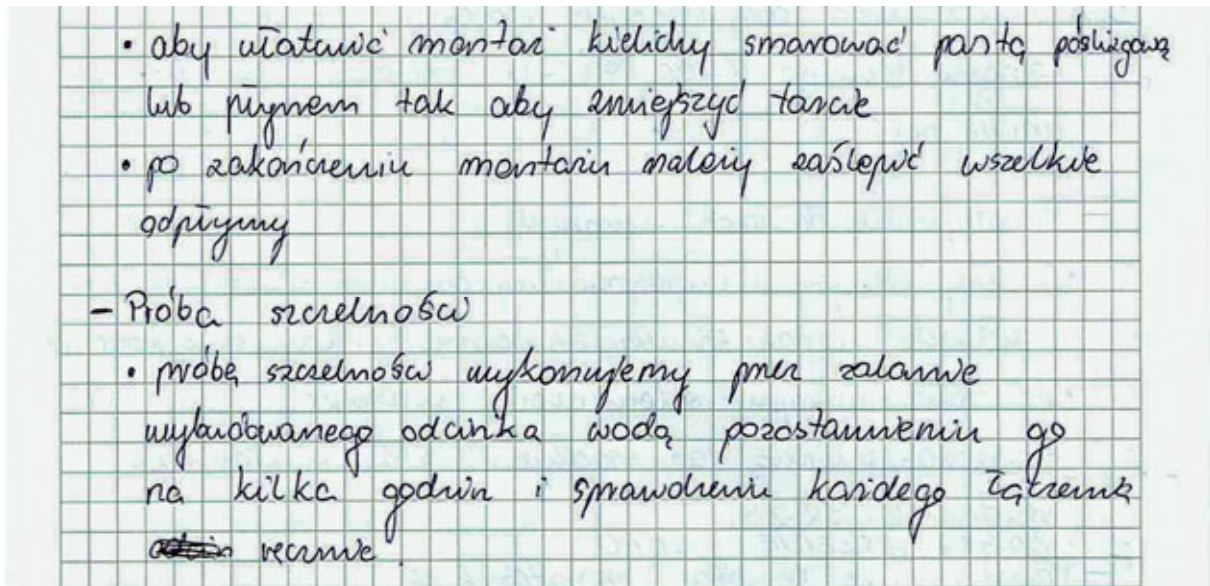 • aby ułatwić montaż kielichy smarować pastą poślizgową
lub płynem tak aby zmiejszyć tarcie
• po zakończeniu montażu należy zaślepić wszelkie
odpływy
- Próba szczelności
• próbę szczelności wykonujemy przez zalanie
wybudowanego odcinka wodą pozostawieniu go
na kilka godzin i sprawdzeniu każdego łączenia
ręcznie.